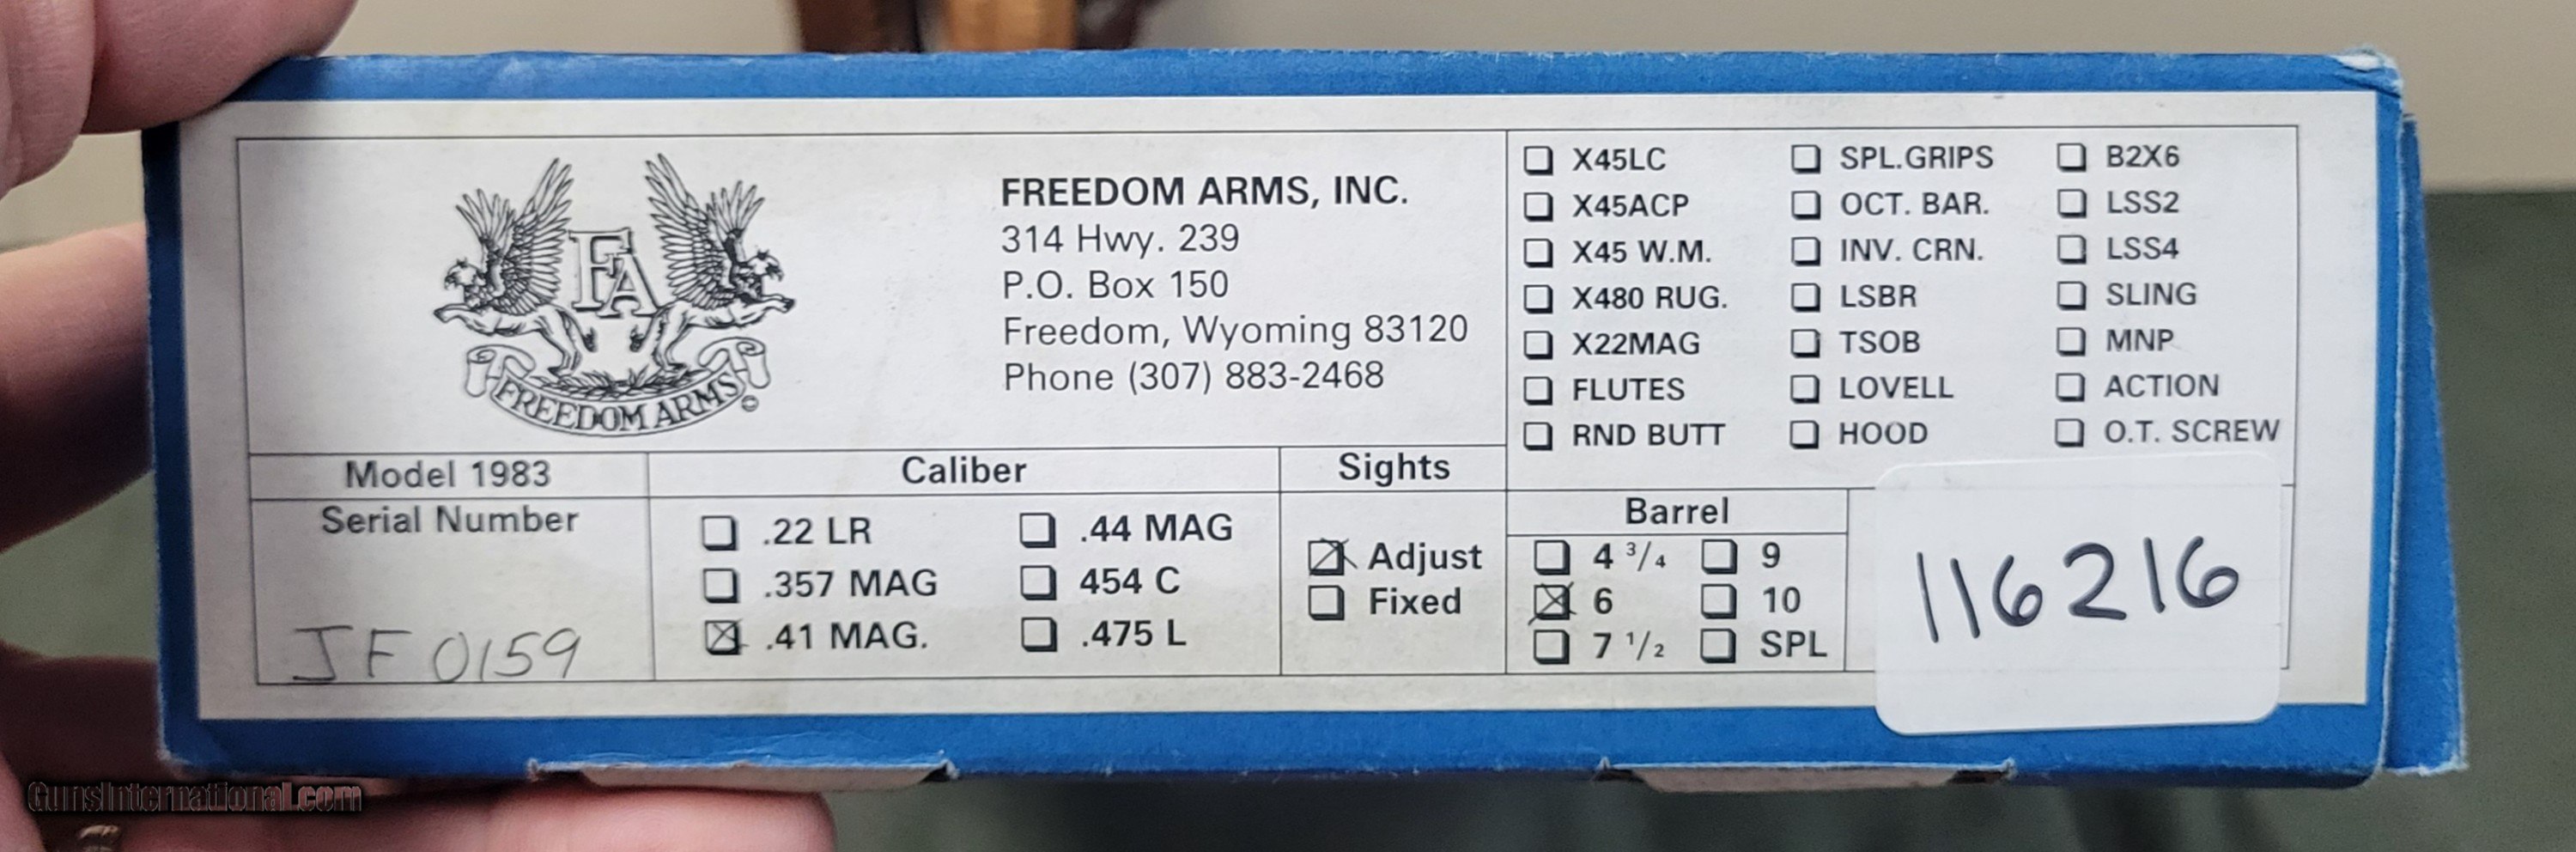 FA
FREEDOM ARMS
FREEDOM ARMS, INC.
314 Hwy. 239
P.O. Box 150
Freedom, Wyoming 83120
Phone (307) 883-2468
X45LC SPL.GRIPS B2X6
X45ACP OCT. BAR. LSS2
X45 W.M. INV. CRN. LSS4
X480 RUG. LSBR SLING
X22MAG TSOB MNP
FLUTES LOVELL ACTION
RND BUTT HOOD O.T. SCREW
Model 1983
Serial Number
JF0159
Caliber
.22 LR .44 MAG
.357 MAG 454 C
.41 MAG. .475 L
Sights
Adjust
Fixed
Barrel
4 3/4 9
6 10
7 1/2 SPL
116216
GunsInternational.com